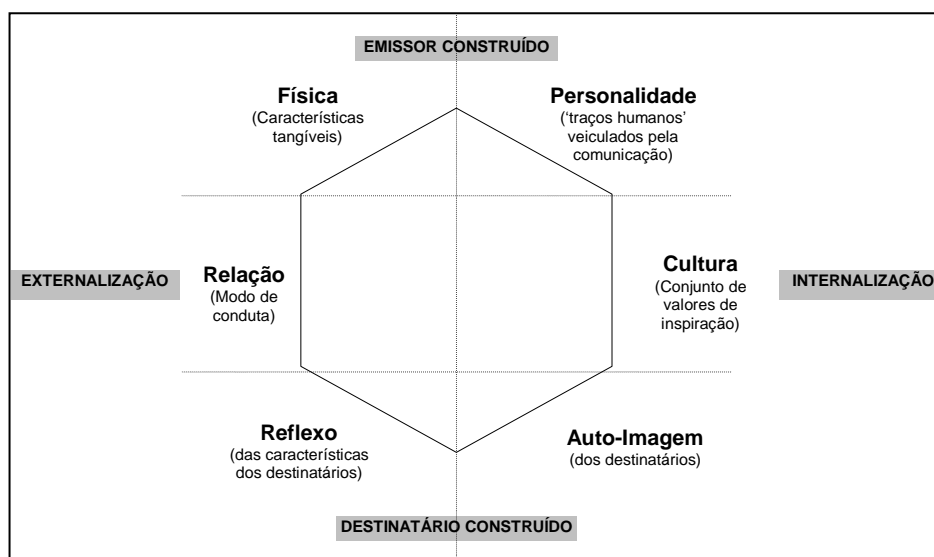 EMISSOR CONSTRUÍDO
Física
(Características
tangíveis)
Personalidade
(‘traços humanos’
veiculados pela
comunicação)
EXTERNALIZAÇÃO
Relação
(Modo de
conduta)
Cultura
(Conjunto de
valores de
inspiração)
INTERNALIZAÇÃO
Reflexo
(das características
dos destinatários)
Auto-Imagem
(dos destinatários)
DESTINATÁRIO CONSTRUÍDO